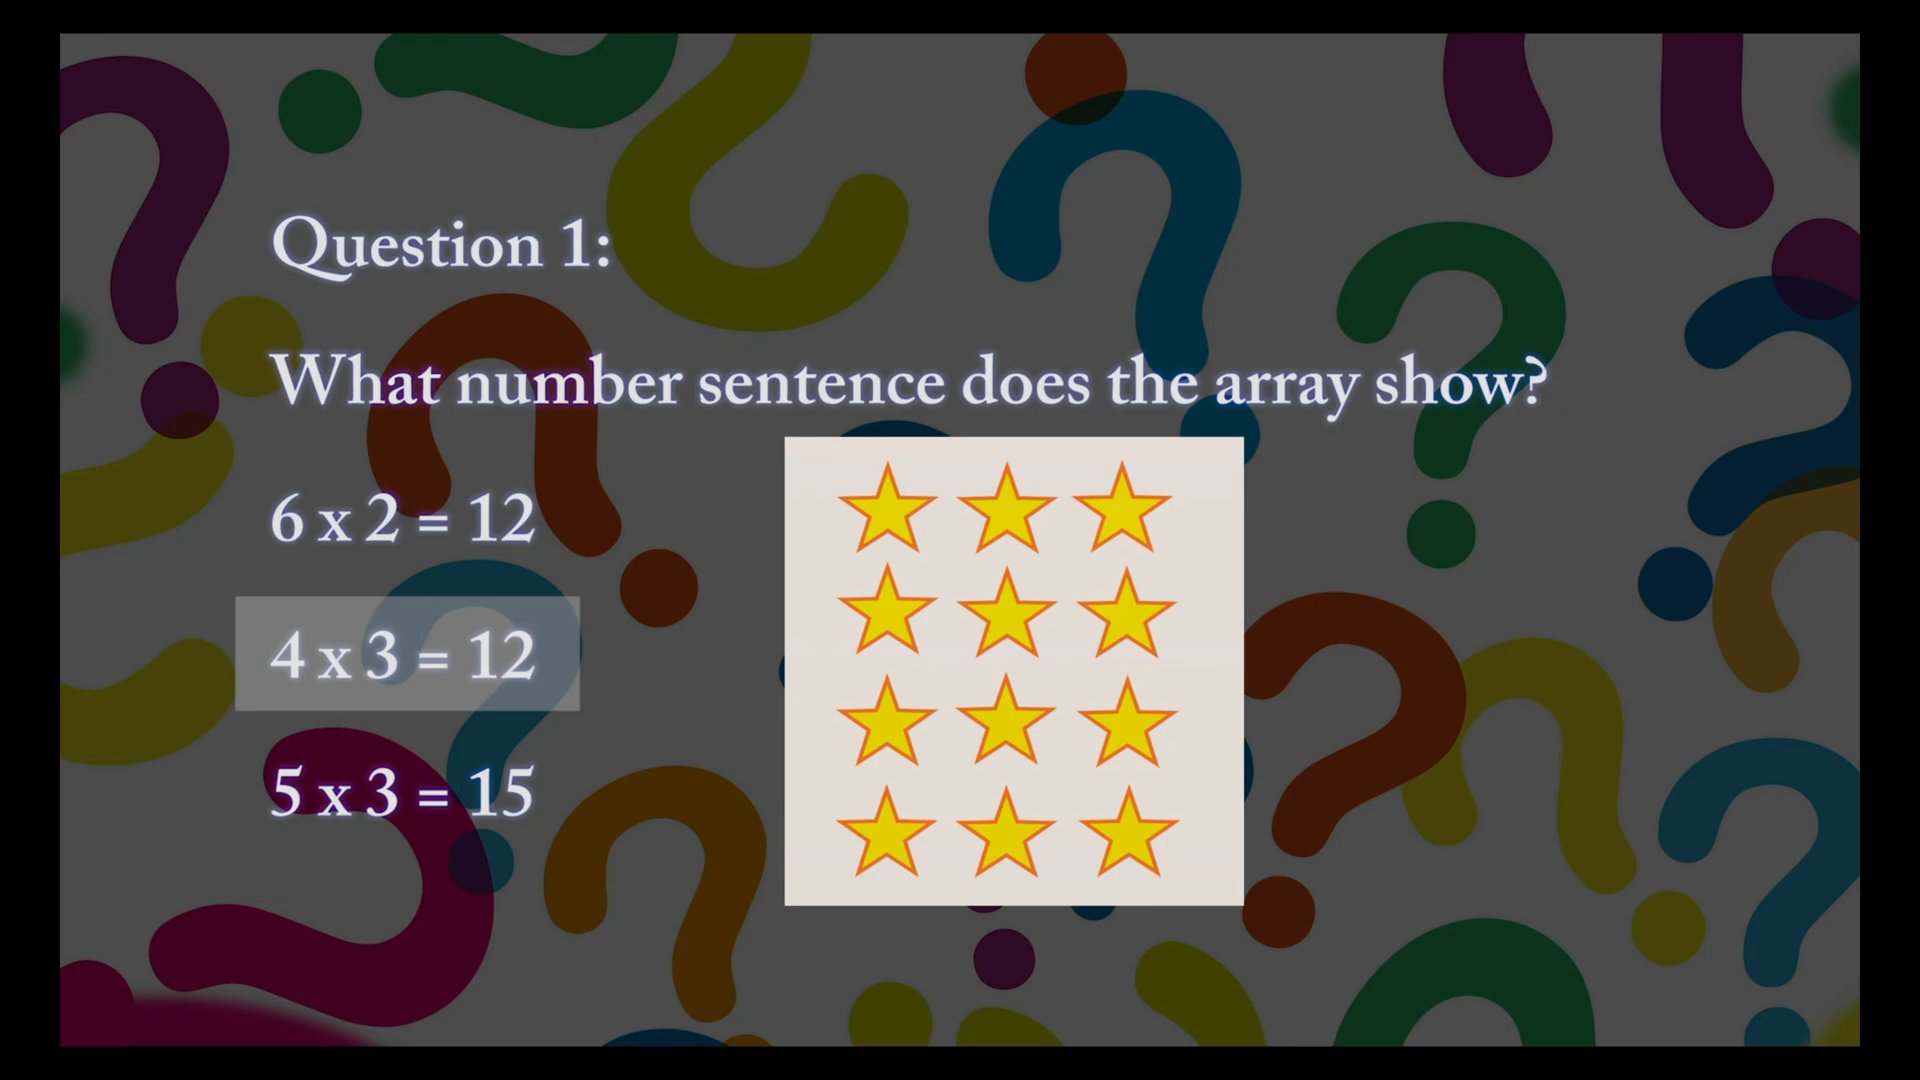 Question 1:
What number sentence does the array show?
6 x 2 = 12
4 x 3 = 12
5 x 3 = 15